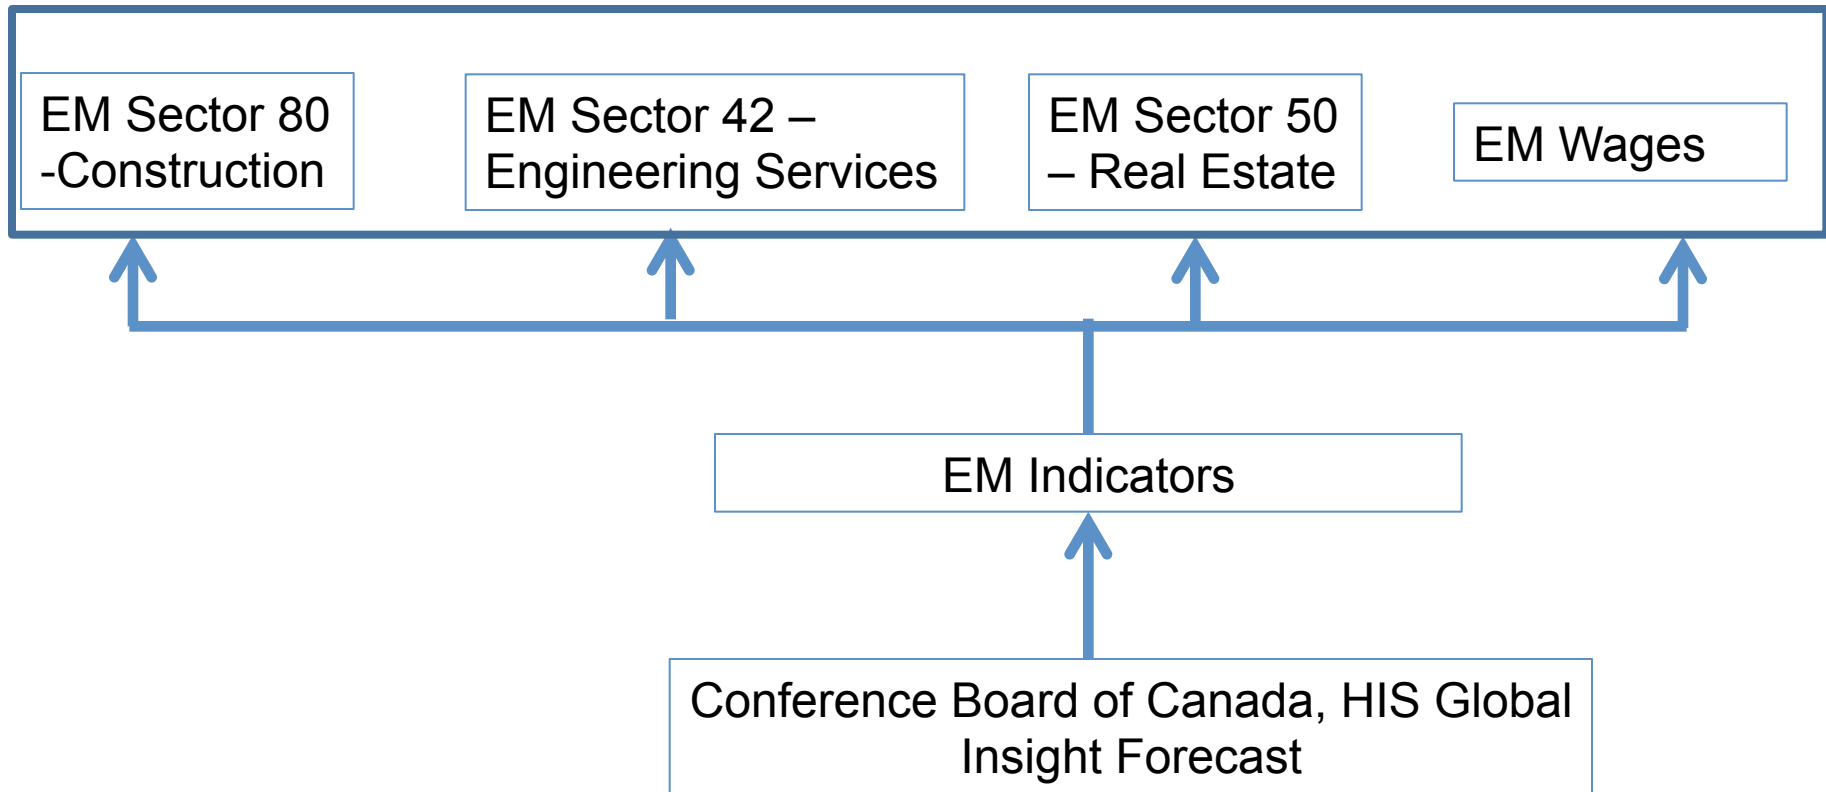 EM Sector 80
-Construction
EM Sector 42 –
Engineering Services
EM Sector 50
– Real Estate
EM Wages
EM Indicators
Conference Board of Canada, HIS Global
Insight Forecast